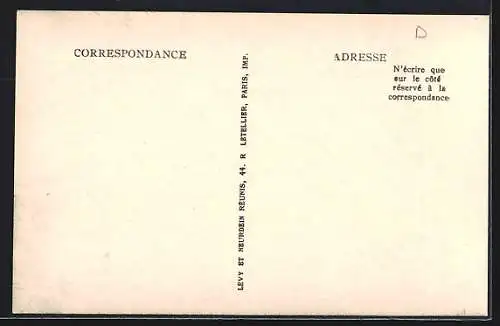 CORRESPONDANCE
LEVY ET NEURDEIN RÉUNIS, 44. R LETELLIER, PARIS, IMP.
D
ADRESSE
N'écrire que
sur le côté
réservé à la
correspondance